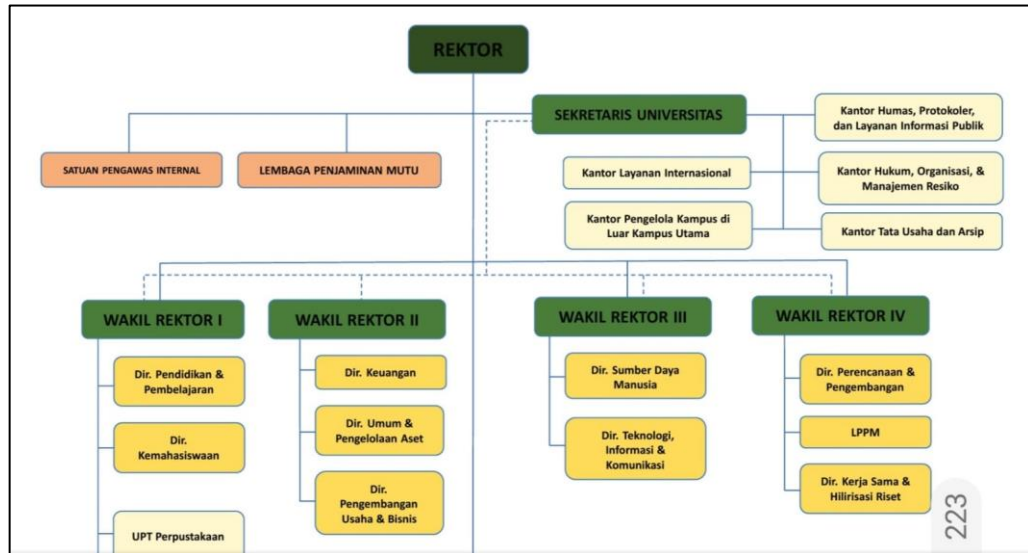 REKTOR
SEKRETARIS UNIVERSITAS
Kantor Humas, Protokoler,
dan Layanan Informasi Publik
SATUAN PENGAWAS INTERNAL
LEMBAGA PENJAMINAN MUTU
Kantor Layanan Internasional
Kantor Hukum, Organisasi, &
Manajemen Resiko
Kantor Pengelola Kampus di
Luar Kampus Utama
Kantor Tata Usaha dan Arsip
WAKIL REKTOR I
WAKIL REKTOR II
WAKIL REKTOR III
WAKIL REKTOR IV
Dir. Pendidikan &
Pembelajaran
Dir.
Kemahasiswaan
UPT Perpustakaan
Dir. Keuangan
Dir. Umum &
Pengelolaan Aset
Dir.
Pengembangan
Usaha & Bisnis
Dir. Sumber Daya
Manusia
Dir. Teknologi,
Informasi &
Komunikasi
Dir. Perencanaan &
Pengembangan
LPPM
Dir. Kerja Sama &
Hilirisasi Riset
223